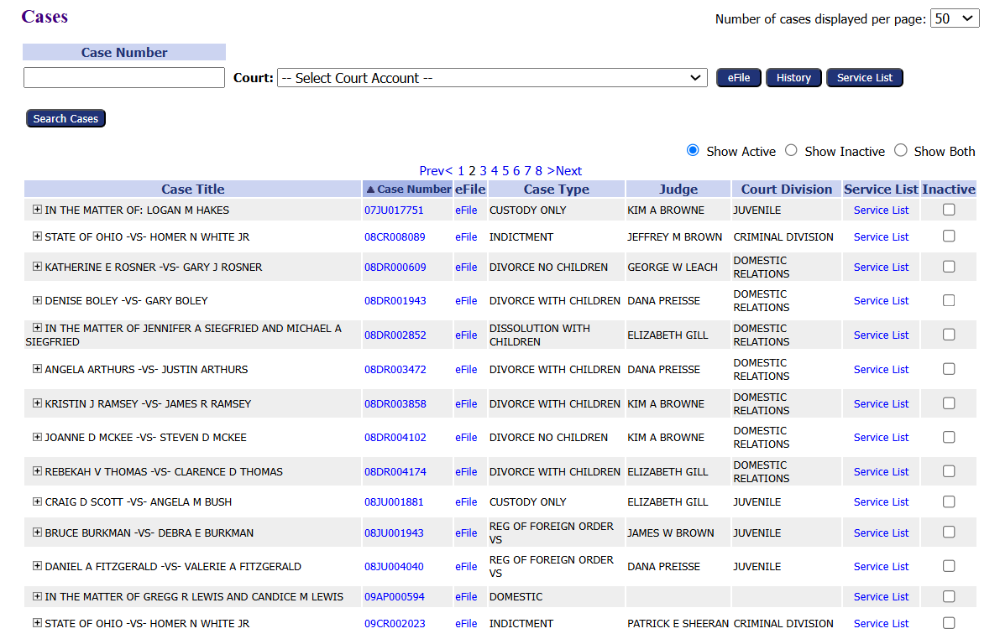 Cases
Number of cases displayed per page: 50
Case Number
Court: -- Select Court Account -- eFile History Service List
Search Cases
Show Active Show Inactive Show Both
Prev< 1 2 3 4 5 6 7 8 >Next
Case Title ▲ Case Number eFile Case Type Judge Court Division Service List Inactive
IN THE MATTER OF: LOGAN M HAKES 07JU017751 eFile CUSTODY ONLY KIM A BROWNE JUVENILE Service List
STATE OF OHIO -VS- HOMER N WHITE JR 08CR008089 eFile INDICTMENT JEFFREY M BROWN CRIMINAL DIVISION Service List
KATHERINE E ROSNER -VS- GARY J ROSNER 08DR000609 eFile DIVORCE NO CHILDREN GEORGE W LEACH DOMESTIC
RELATIONS Service List
DENISE BOLEY -VS- GARY BOLEY 08DR001943 eFile DIVORCE WITH CHILDREN DANA PREISSE DOMESTIC
RELATIONS Service List
IN THE MATTER OF JENNIFER A SIEGFRIED AND MICHAEL A
SIEGFRIED 08DR002852 eFile DISSOLUTION WITH
CHILDREN ELIZABETH GILL DOMESTIC
RELATIONS Service List
ANGELA ARTHURS -VS- JUSTIN ARTHURS 08DR003472 eFile DIVORCE WITH CHILDREN DANA PREISSE DOMESTIC
RELATIONS Service List
KRISTIN J RAMSEY -VS- JAMES R RAMSEY 08DR003858 eFile DIVORCE WITH CHILDREN KIM A BROWNE DOMESTIC
RELATIONS Service List
JOANNE D MCKEE -VS- STEVEN D MCKEE 08DR004102 eFile DIVORCE NO CHILDREN KIM A BROWNE DOMESTIC
RELATIONS Service List
REBEKAH V THOMAS -VS- CLARENCE D THOMAS 08DR004174 eFile DIVORCE WITH CHILDREN ELIZABETH GILL DOMESTIC
RELATIONS Service List
CRAIG D SCOTT -VS- ANGELA M BUSH 08JU001881 eFile CUSTODY ONLY ELIZABETH GILL JUVENILE Service List
BRUCE BURKMAN -VS- DEBRA E BURKMAN 08JU001943 eFile REG OF FOREIGN ORDER
VS JAMES W BROWN JUVENILE Service List
DANIEL A FITZGERALD -VS- VALERIE A FITZGERALD 08JU004040 eFile REG OF FOREIGN ORDER
VS DANA PREISSE JUVENILE Service List
IN THE MATTER OF GREGG R LEWIS AND CANDICE M LEWIS 09AP000594 eFile DOMESTIC Service List
STATE OF OHIO -VS- HOMER N WHITE JR 09CR002023 eFile INDICTMENT PATRICK E SHEERAN CRIMINAL DIVISION Service List